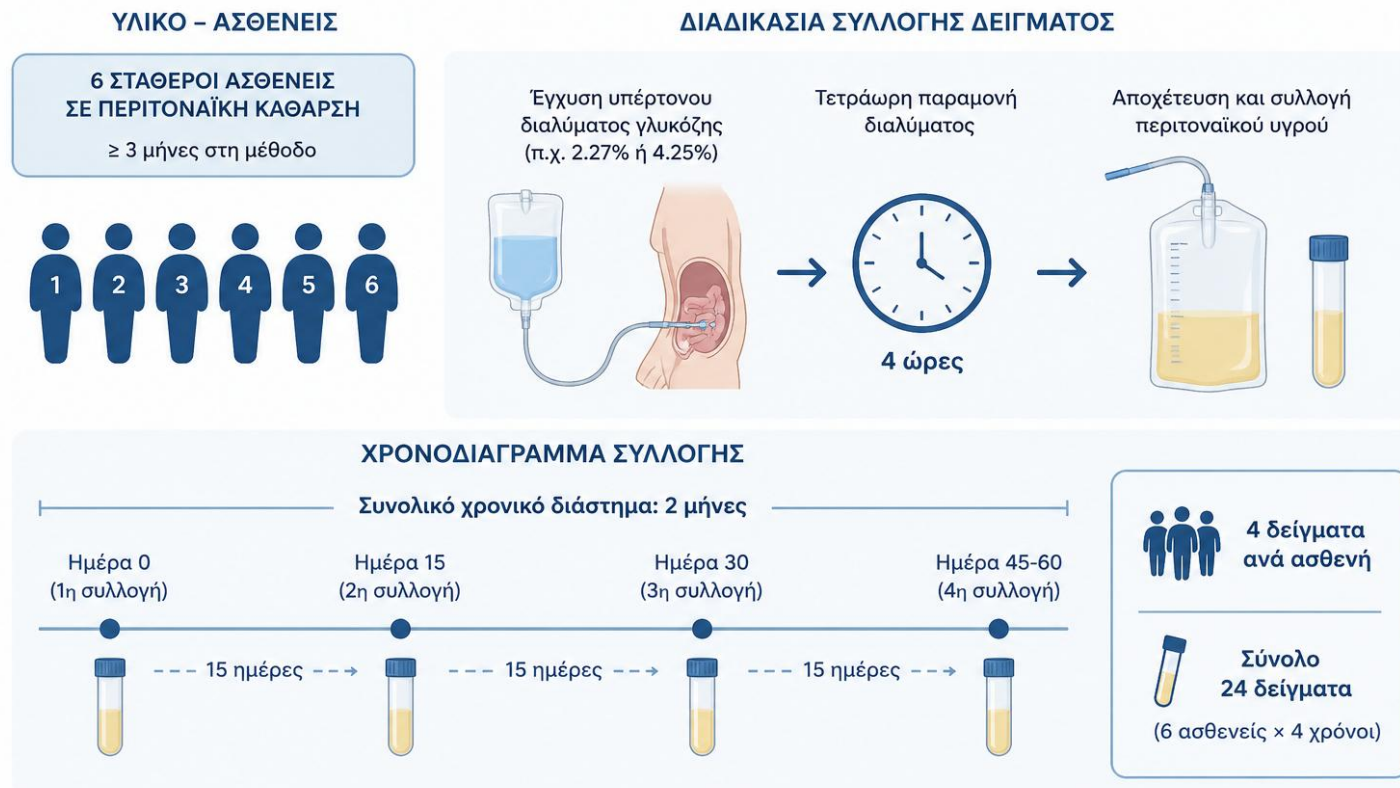 ΥΛΙΚΟ – ΑΣΘΕΝΕΙΣ
6 ΣΤΑΘΕΡΟΙ ΑΣΘΕΝΕΙΣ
ΣΕ ΠΕΡΙΤΟΝΑΪΚΗ ΚΑΘΑΡΣΗ
≥ 3 μήνες στη μέθοδο
1 2 3 4 5 6
ΔΙΑΔΙΚΑΣΙΑ ΣΥΛΛΟΓΗΣ ΔΕΙΓΜΑΤΟΣ
Έγχυση υπέρτονου
διαλύματος γλυκόζης
(π.χ. 2.27% ή 4.25%)
Τετράωρη παραμονή
διαλύματος
4 ώρες
Αποχέτευση και συλλογή
περιτοναϊκού υγρού
ΧΡΟΝΟΔΙΑΓΡΑΜΜΑ ΣΥΛΛΟΓΗΣ
Συνολικό χρονικό διάστημα: 2 μήνες
Ημέρα 0
(1η συλλογή)
Ημέρα 15
(2η συλλογή)
Ημέρα 30
(3η συλλογή)
Ημέρα 45-60
(4η συλλογή)
15 ημέρες
15 ημέρες
15 ημέρες
4 δείγματα
ανά ασθενή
Σύνολο
24 δείγματα
(6 ασθενείς × 4 χρόνοι)